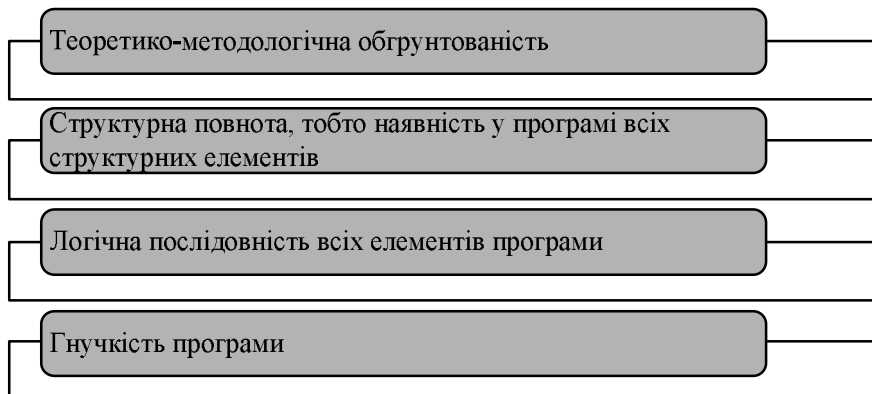 Теоретико-методологічна обгрунтованість
Структурна повнота, тобто наявність у програмі всіх
структурних елементів
Логічна послідовність всіх елементів програми
Гнучкість програми